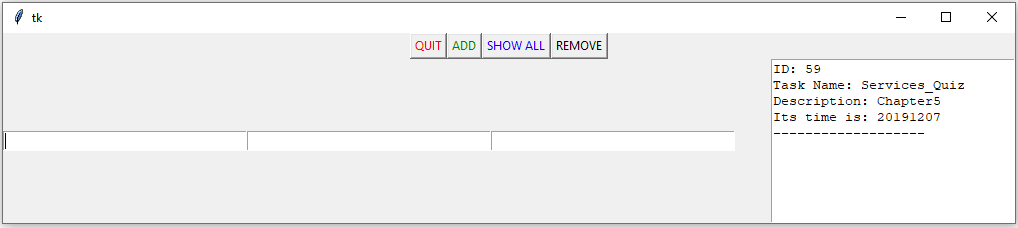 tk
QUIT ADD SHOW ALL REMOVE
ID: 59
Task Name: Services_Quiz
Description: Chapter5
Its time is: 20191207
-------------------